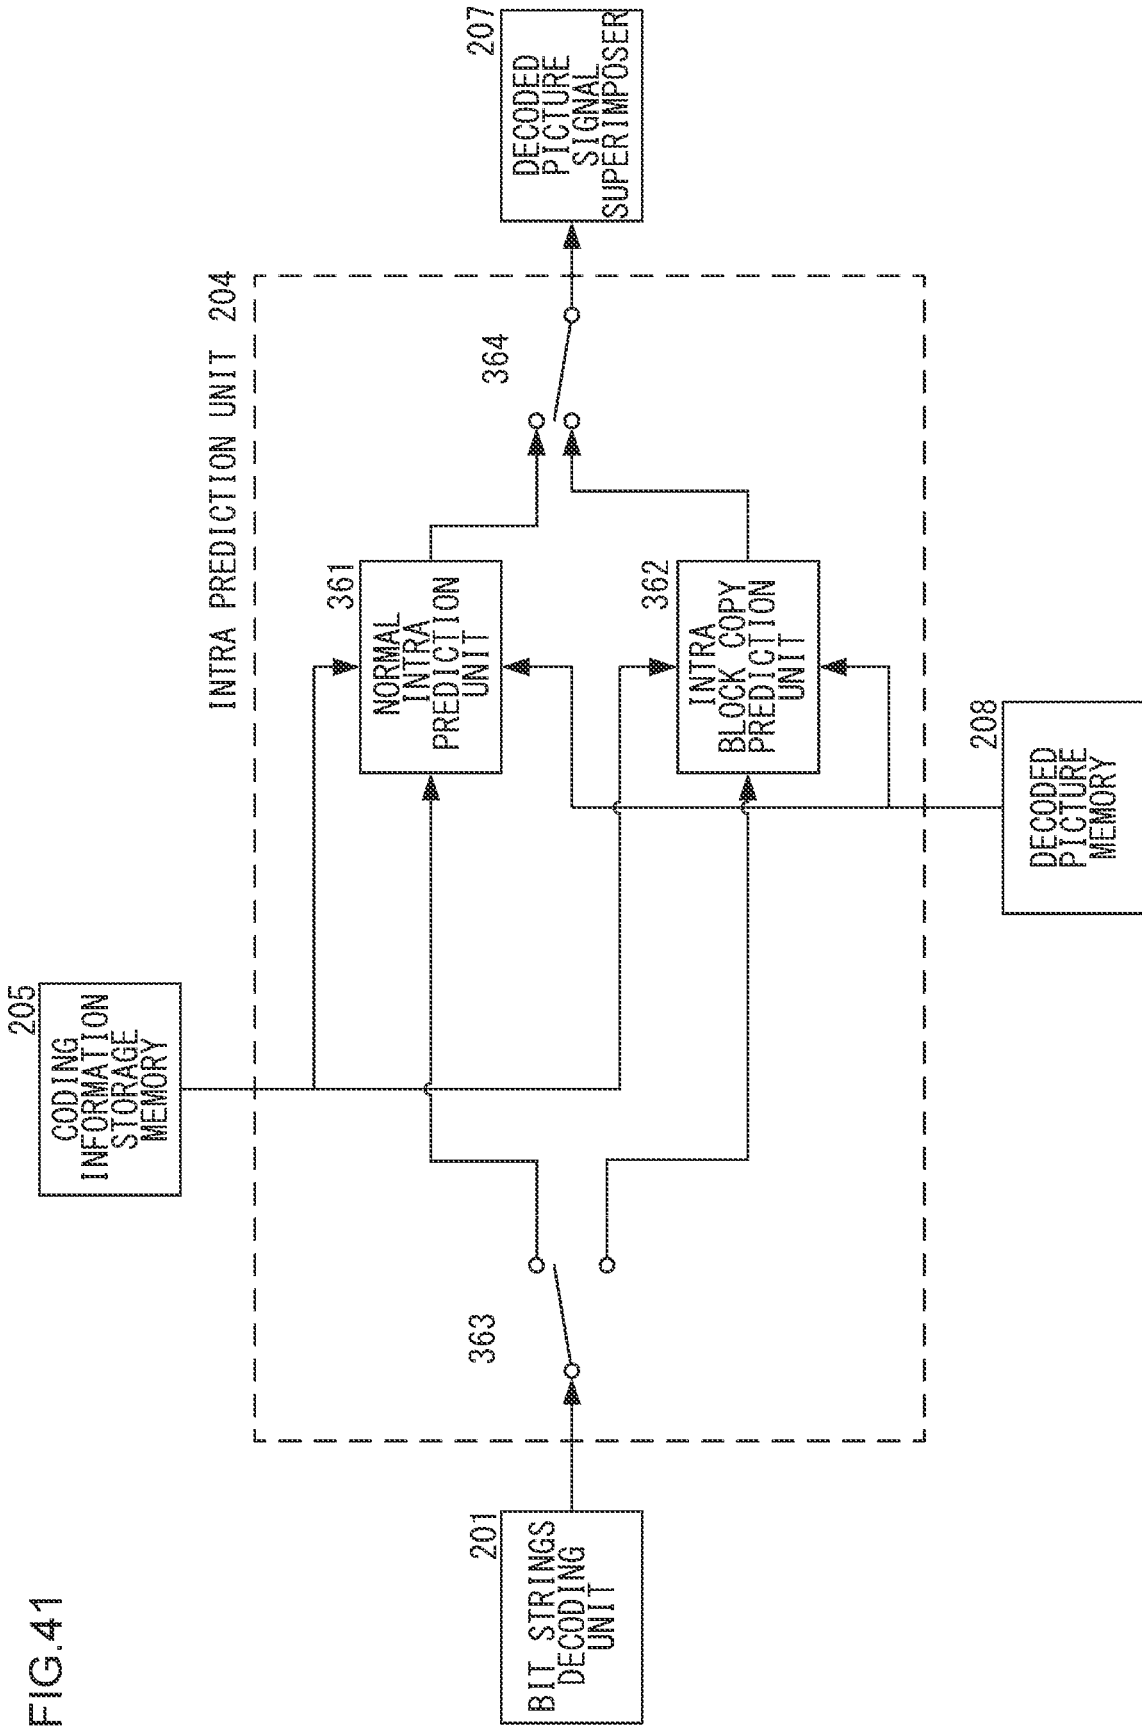 FIG.41
INTRA PREDICTION UNIT 204
205
CODING
INFORMATION
STORAGE
MEMORY
201
BIT STRINGS
DECODING
UNIT
363
361
NORMAL
INTRA
PREDICTION
UNIT
362
INTRA
BLOCK COPY
PREDICTION
UNIT
364
207
DECODED
PICTURE
SIGNAL
SUPERIMPOSER
208
DECODED
PICTURE
MEMORY